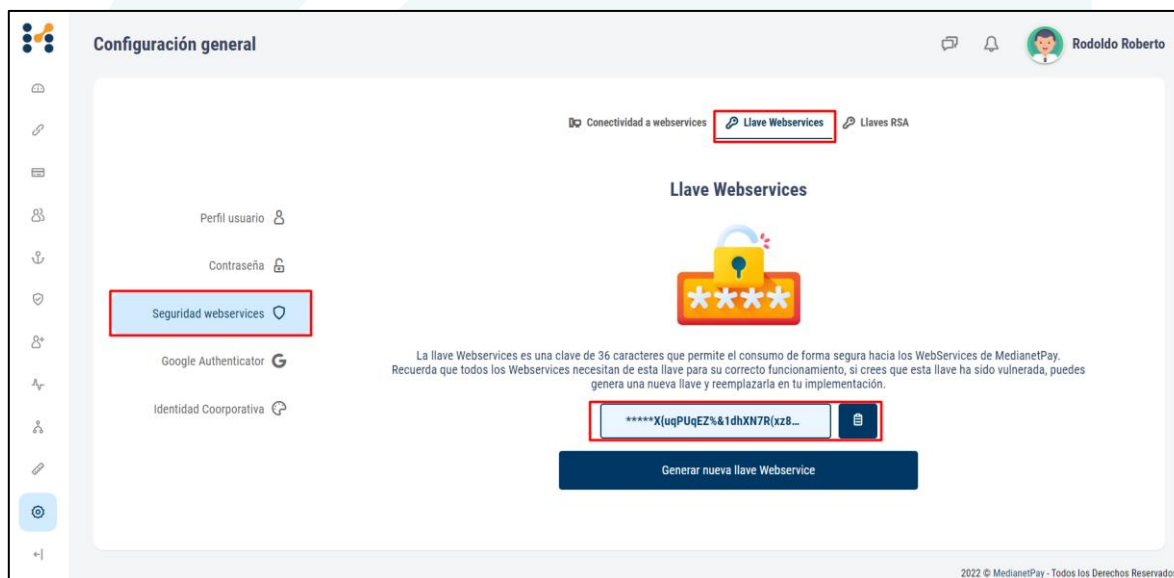 Configuración general
Rodoldo Roberto
Conectividad a webservices
Llave Webservices
Llaves RSA
Llave Webservices
Perfil usuario
Contraseña
Seguridad webservices
Google Authenticator
Identidad Coorporativa
****
La llave Webservices es una clave de 36 caracteres que permite el consumo de forma segura hacia los WebServices de MedianetPay.
Recuerda que todos los Webservices necesitan de esta llave para su correcto funcionamiento, si crees que esta llave ha sido vulnerada, puedes
genera una nueva llave y reemplazarla en tu implementación.
*****X{uqPUqEZ%&1dhXN7R(xz8...
Generar nueva llave Webservice
2022 © MedianetPay - Todos los Derechos Reservados